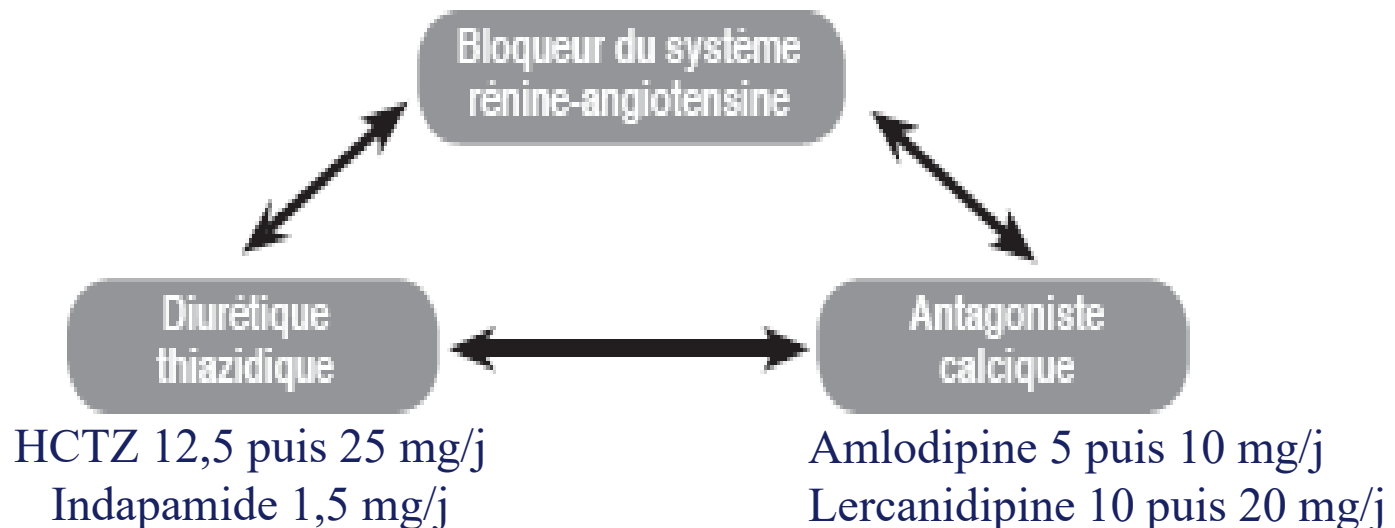 Bloqueur du système
rénine-angiotensine
Diurétique
thiazidique
Antagoniste
calcique
HCTZ 12,5 puis 25 mg/j
Indapamide 1,5 mg/j
Amlodipine 5 puis 10 mg/j
Lercanidipine 10 puis 20 mg/j